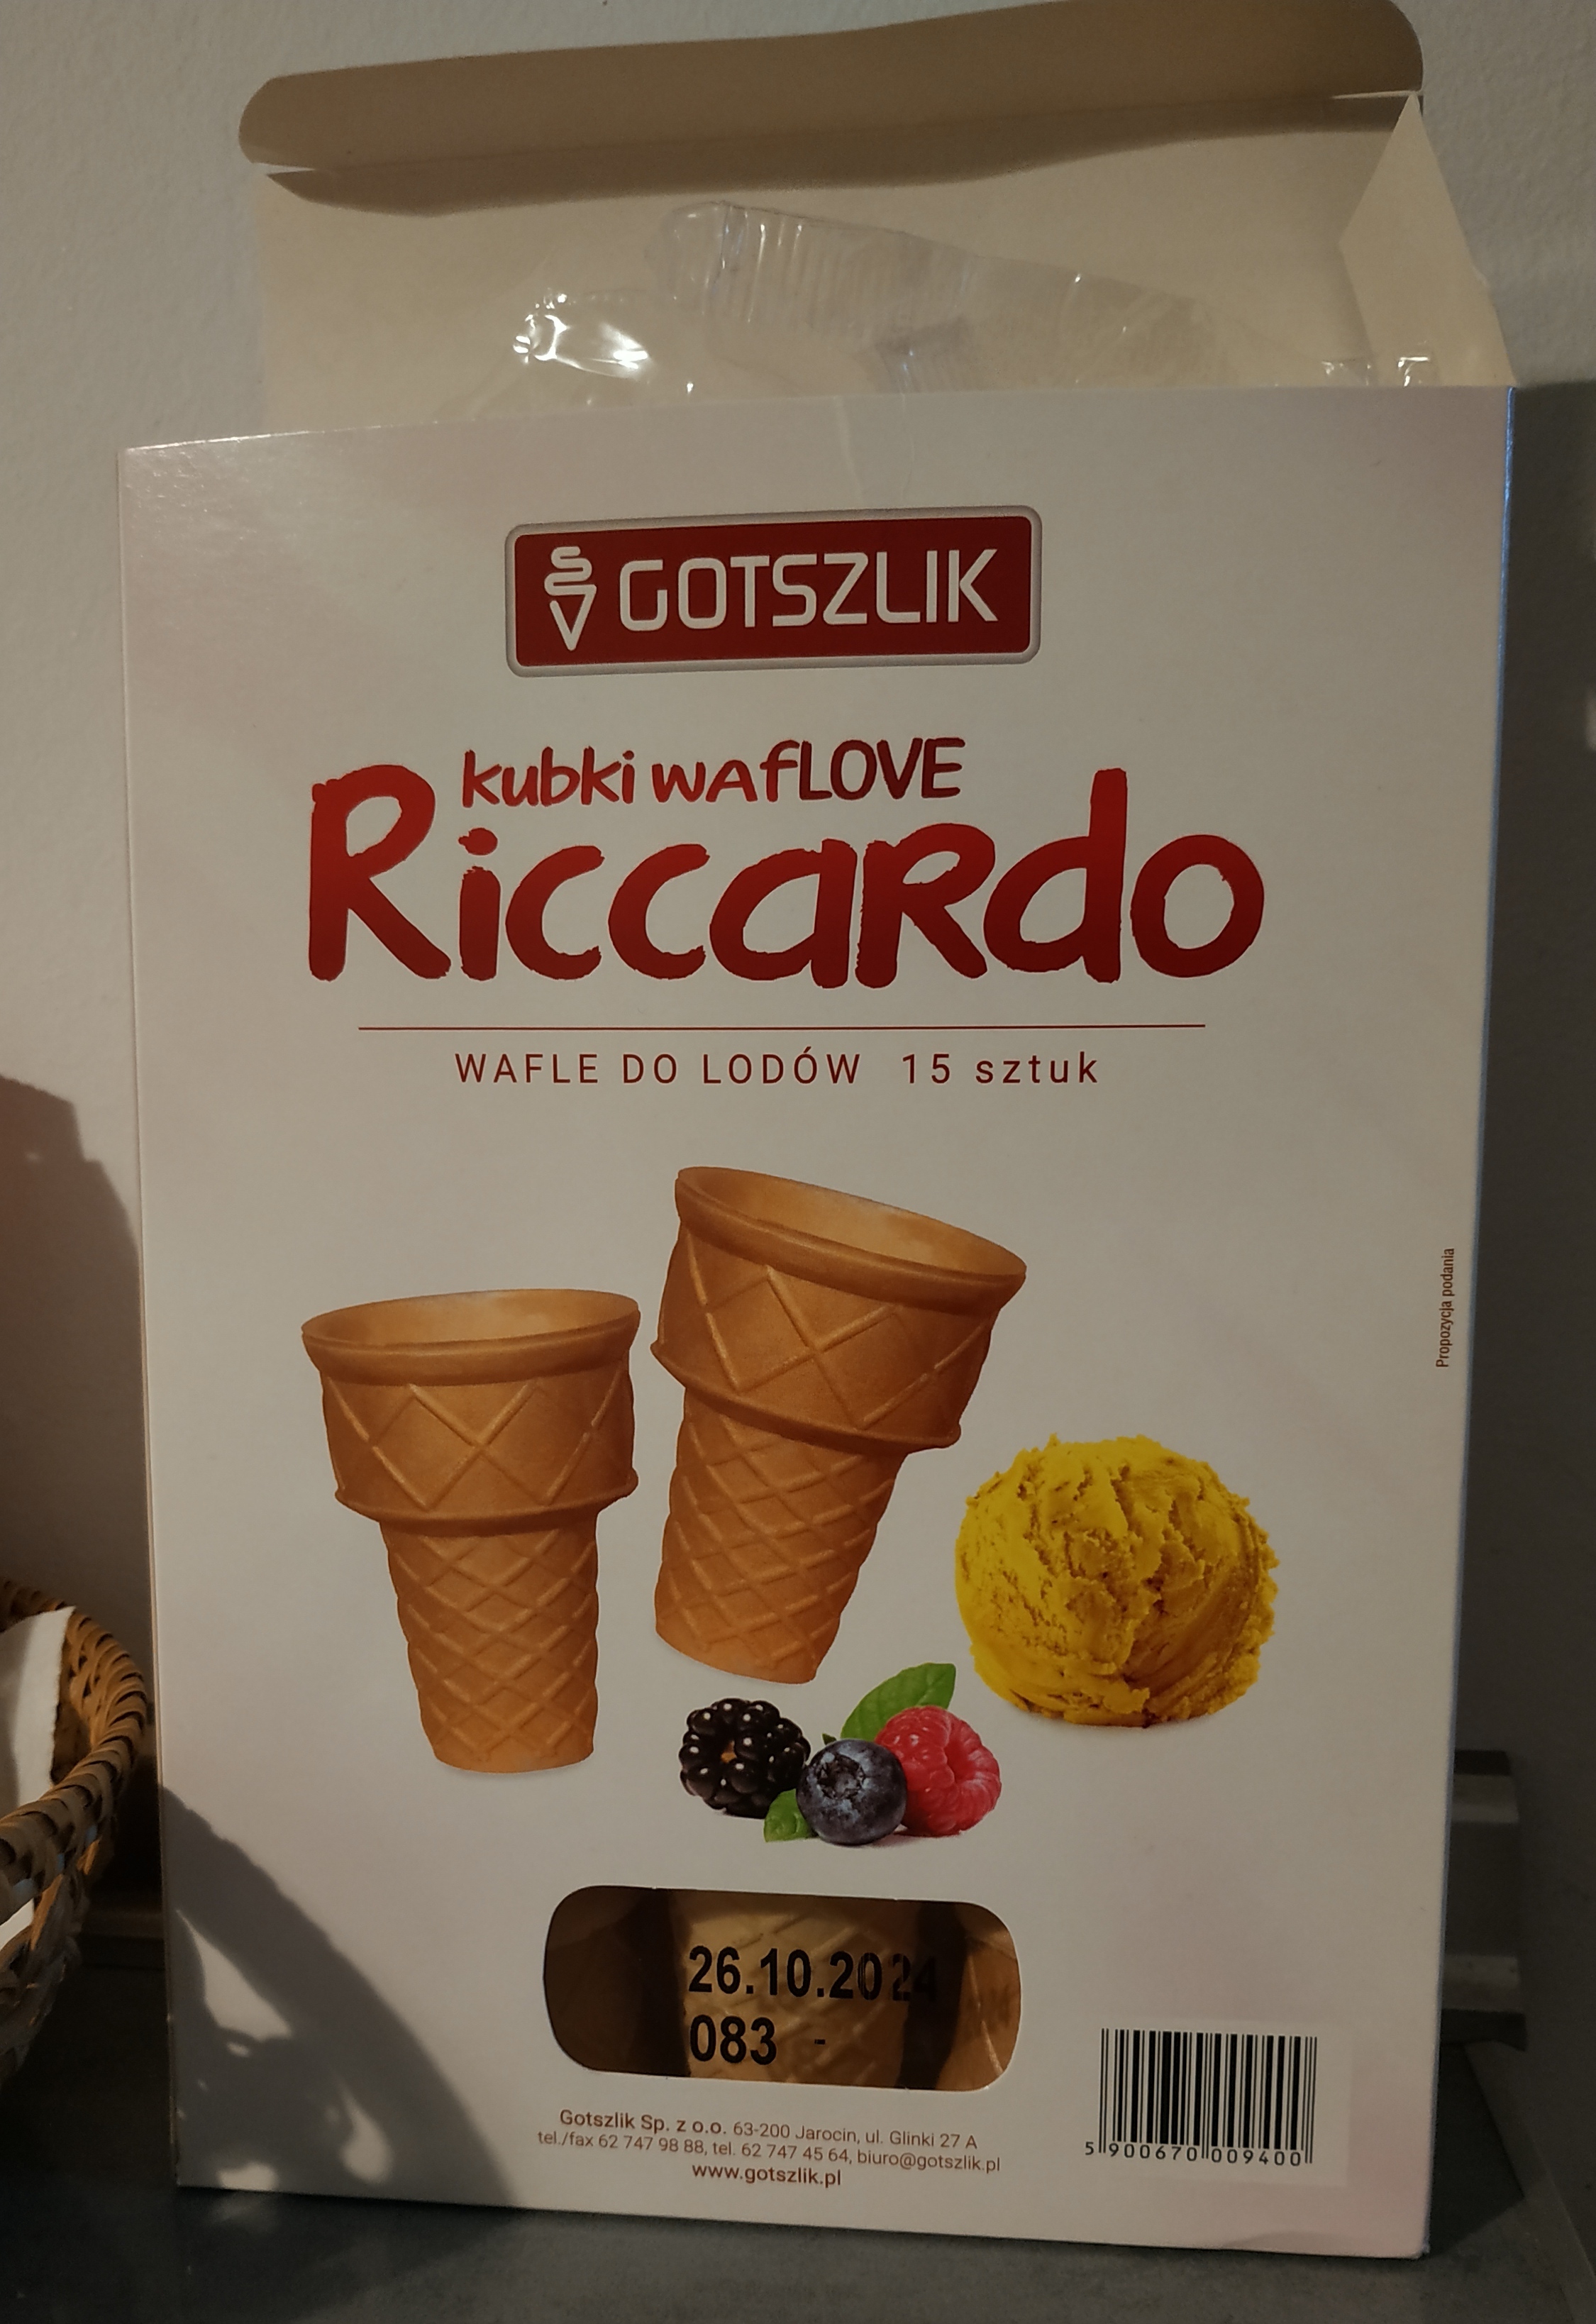 GOTSZLIK
kubki wafLOVE
Riccardo
WAFLE DO LODÓW 15 sztuk
Propozycja podania
26.10.2024
083 -
Gotszlik Sp. z o.o. 63-200 Jarocin, ul. Glinki 27 A
tel./fax 62 747 98 88, tel. 62 747 45 64, biuro@gotszlik.pl
www.gotszlik.pl
5 900670 009400